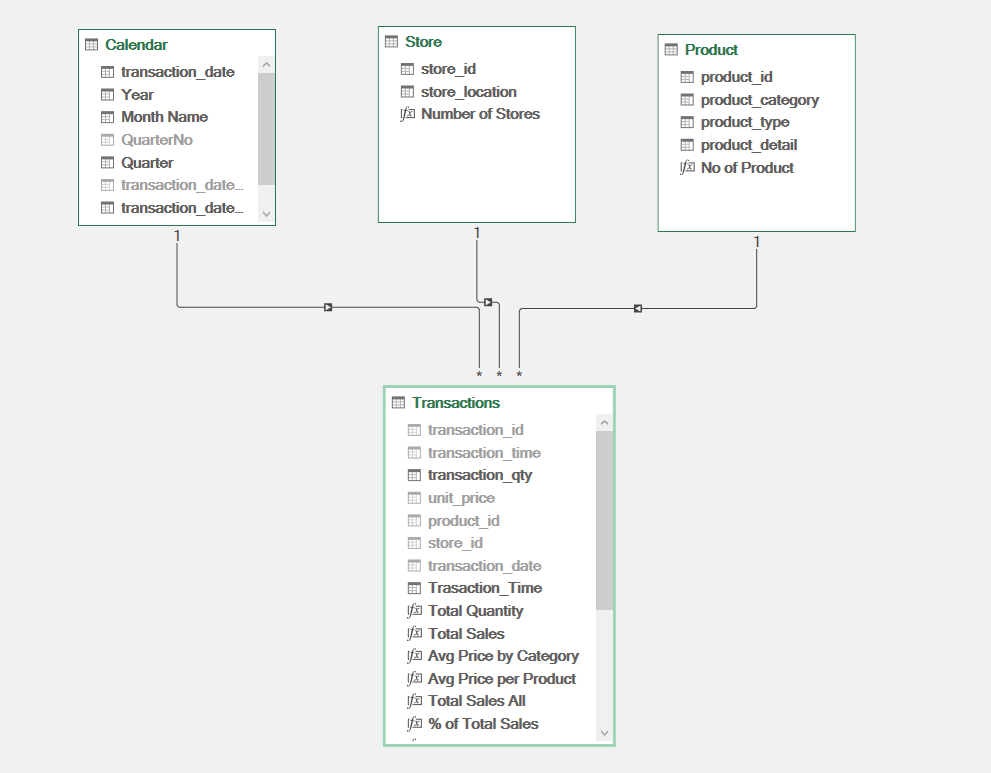 Calendar
transaction_date
Year
Month Name
QuarterNo
Quarter
transaction_date...
transaction_date...
Store
store_id
store_location
Number of Stores
Product
product_id
product_category
product_type
product_detail
No of Product
1
1
1
* * *
Transactions
transaction_id
transaction_time
transaction_qty
unit_price
product_id
store_id
transaction_date
Trasaction_Time
Total Quantity
Total Sales
Avg Price by Category
Avg Price per Product
Total Sales All
% of Total Sales